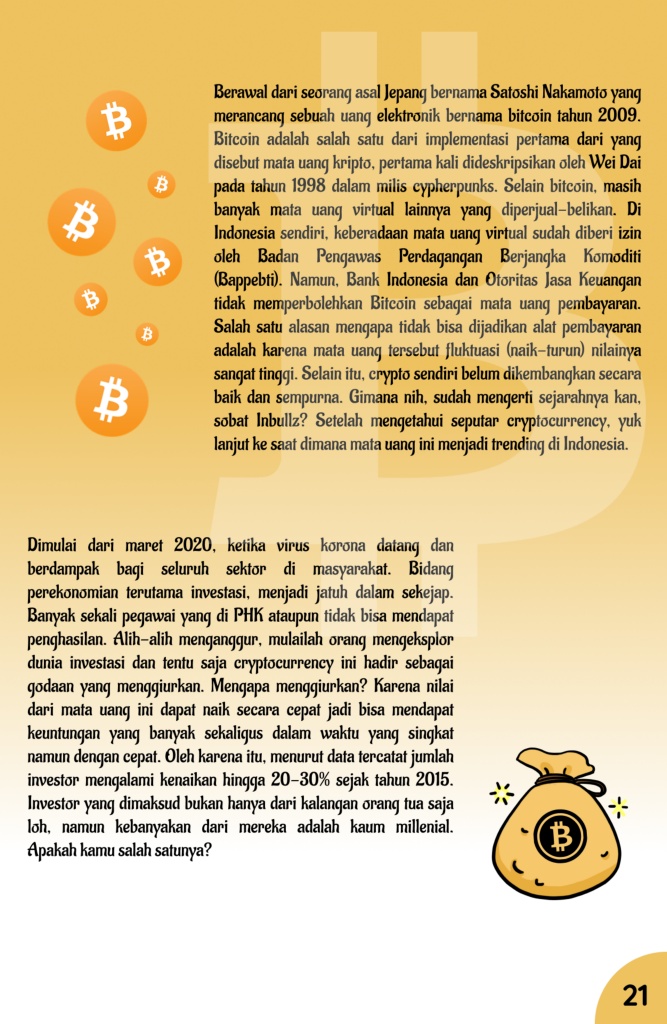 Berawal dari seorang asal Jepang bernama Satoshi Nakamoto yang
merancang sebuah uang elektronik bernama bitcoin tahun 2009.
Bitcoin adalah salah satu dari implementasi pertama dari yang
disebut mata uang kripto, pertama kali dideskripsikan oleh Wei Dai
pada tahun 1998 dalam milis cypherpunks. Selain bitcoin, masih
banyak mata uang virtual lainnya yang diperjual-belikan. Di
Indonesia sendiri, keberadaan mata uang virtual sudah diberi izin
oleh Badan Pengawas Perdagangan Berjangka Komoditi
(Bappebti). Namun, Bank Indonesia dan Otoritas Jasa Keuangan
tidak memperbolehkan Bitcoin sebagai mata uang pembayaran.
Salah satu alasan mengapa tidak bisa dijadikan alat pembayaran
adalah karena mata uang tersebut fluktuasi (naik-turun) nilainya
sangat tinggi. Selain itu, crypto sendiri belum dikembangkan secara
baik dan sempurna. Gimana nih, sudah mengerti sejarahnya kan,
sobat Inbullz? Setelah mengetahui seputar cryptocurrency, yuk
lanjut ke saat dimana mata uang ini menjadi trending di Indonesia.
Dimulai dari maret 2020, ketika virus korona datang dan
berdampak bagi seluruh sektor di masyarakat. Bidang
perekonomian terutama investasi, menjadi jatuh dalam sekejap.
Banyak sekali pegawai yang di PHK ataupun tidak bisa mendapat
penghasilan. Alih-alih menganggur, mulailah orang mengeksplor
dunia investasi dan tentu saja cryptocurrency ini hadir sebagai
godaan yang menggiurkan. Mengapa menggiurkan? Karena nilai
dari mata uang ini dapat naik secara cepat jadi bisa mendapat
keuntungan yang banyak sekaligus dalam waktu yang singkat
namun dengan cepat. Oleh karena itu, menurut data tercatat jumlah
investor mengalami kenaikan hingga 20-30% sejak tahun 2015.
Investor yang dimaksud bukan hanya dari kalangan orang tua saja
loh, namun kebanyakan dari mereka adalah kaum millenial.
Apakah kamu salah satunya?
21